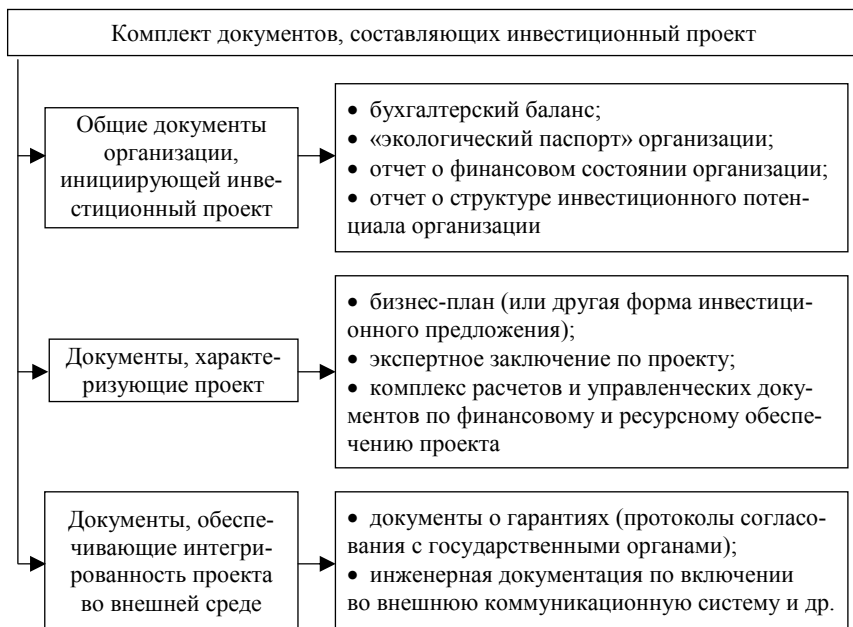 Комплект документов, составляющих инвестиционный проект
Общие документы
организации,
инициирующей инве-
стиционный проект
• бухгалтерский баланс;
• «экологический паспорт» организации;
• отчет о финансовом состоянии организации;
• отчет о структуре инвестиционного потен-
циала организации
Документы, характе-
ризующие проект
• бизнес-план (или другая форма инвестици-
онного предложения);
• экспертное заключение по проекту;
• комплекс расчетов и управленческих доку-
ментов по финансовому и ресурсному обеспе-
чению проекта
Документы, обеспе-
чивающие интегри-
рованность проекта
во внешней среде
• документы о гарантиях (протоколы согласо-
вания с государственными органами);
• инженерная документация по включении
во внешнюю коммуникационную систему и др.